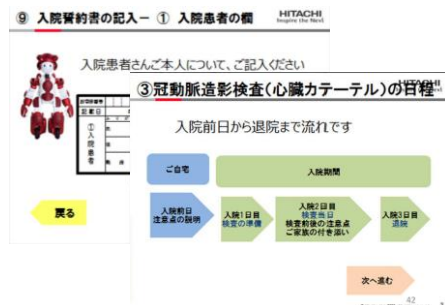 ⑨ 入院誓約書の記入－ ① 入院患者の欄
HITACHI
Inspire the Next
入院患者さんご本人について、ご記入ください
記載日
①入院患者
戻る
③冠動脈造影検査(心臓カテーテル)の日程
入院前日から退院まで流れです
ご自宅
入院期間
入院前日
注意点の説明
入院1日目
検査の準備
入院2日目
検査当日
検査前後の注意点
ご家族の付き添い
入院3日目
退院
次へ進む
42